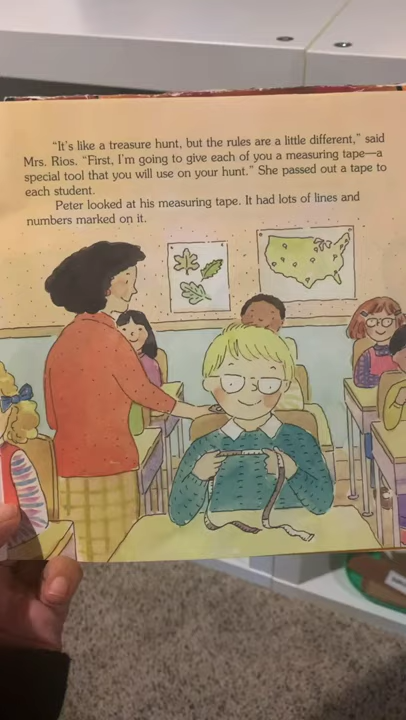 "It's like a treasure hunt, but the rules are a little different," said
Mrs. Rios. "First, I'm going to give each of you a measuring tape—a
special tool that you will use on your hunt." She passed out a tape to
each student.
Peter looked at his measuring tape. It had lots of lines and
numbers marked on it.